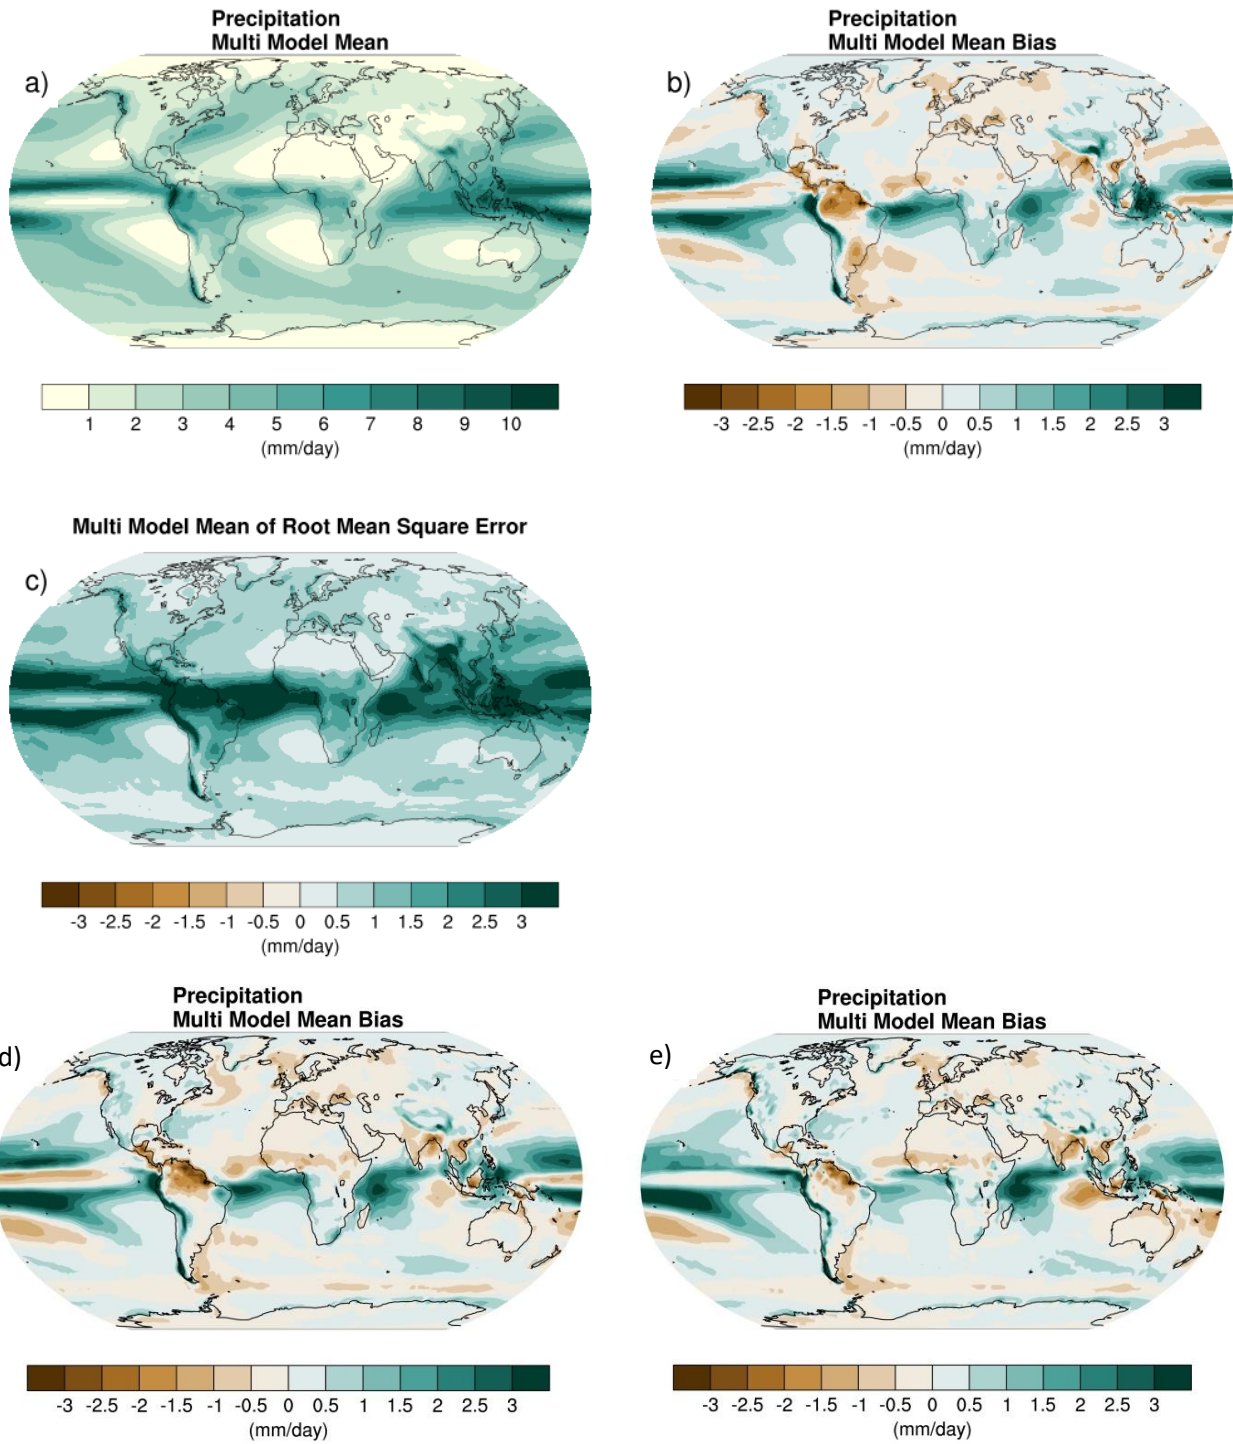 Precipitation
Multi Model Mean
a)
1 2 3 4 5 6 7 8 9 10
(mm/day)
Precipitation
Multi Model Mean Bias
b)
-3 -2.5 -2 -1.5 -1 -0.5 0 0.5 1 1.5 2 2.5 3
(mm/day)
Multi Model Mean of Root Mean Square Error
c)
-3 -2.5 -2 -1.5 -1 -0.5 0 0.5 1 1.5 2 2.5 3
(mm/day)
Precipitation
Multi Model Mean Bias
d)
-3 -2.5 -2 -1.5 -1 -0.5 0 0.5 1 1.5 2 2.5 3
(mm/day)
Precipitation
Multi Model Mean Bias
e)
-3 -2.5 -2 -1.5 -1 -0.5 0 0.5 1 1.5 2 2.5 3
(mm/day)